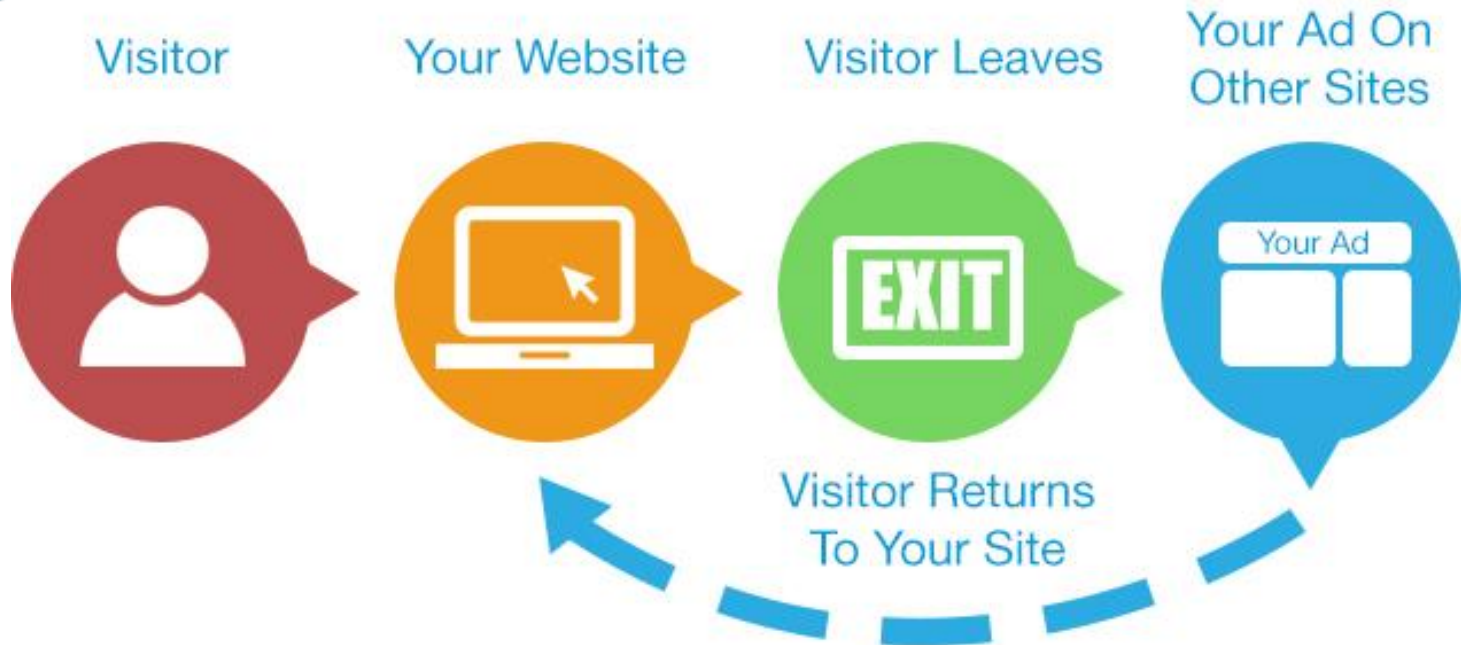 Visitor
Your Website
Visitor Leaves
Your Ad On
Other Sites
EXIT
Your Ad
Visitor Returns
To Your Site